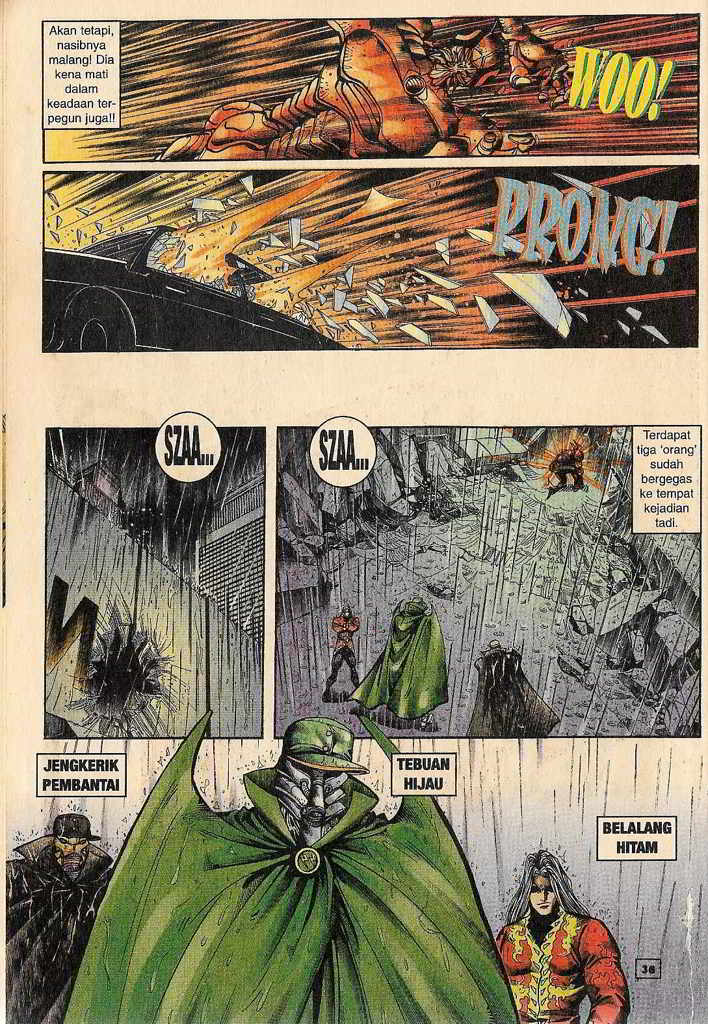 Akan tetapi,
nasibnya
malang! Dia
kena mati
dalam
keadaan ter-
pegun juga!!
WOO!
PRONG!
SZAA...
SZAA...
Terdapat
tiga ‘orang’
sudah
bergegas
ke tempat
kejadian
tadi.
JENGKERIK
PEMBANTAI
TEBUAN
HIJAU
BELALANG
HITAM
36